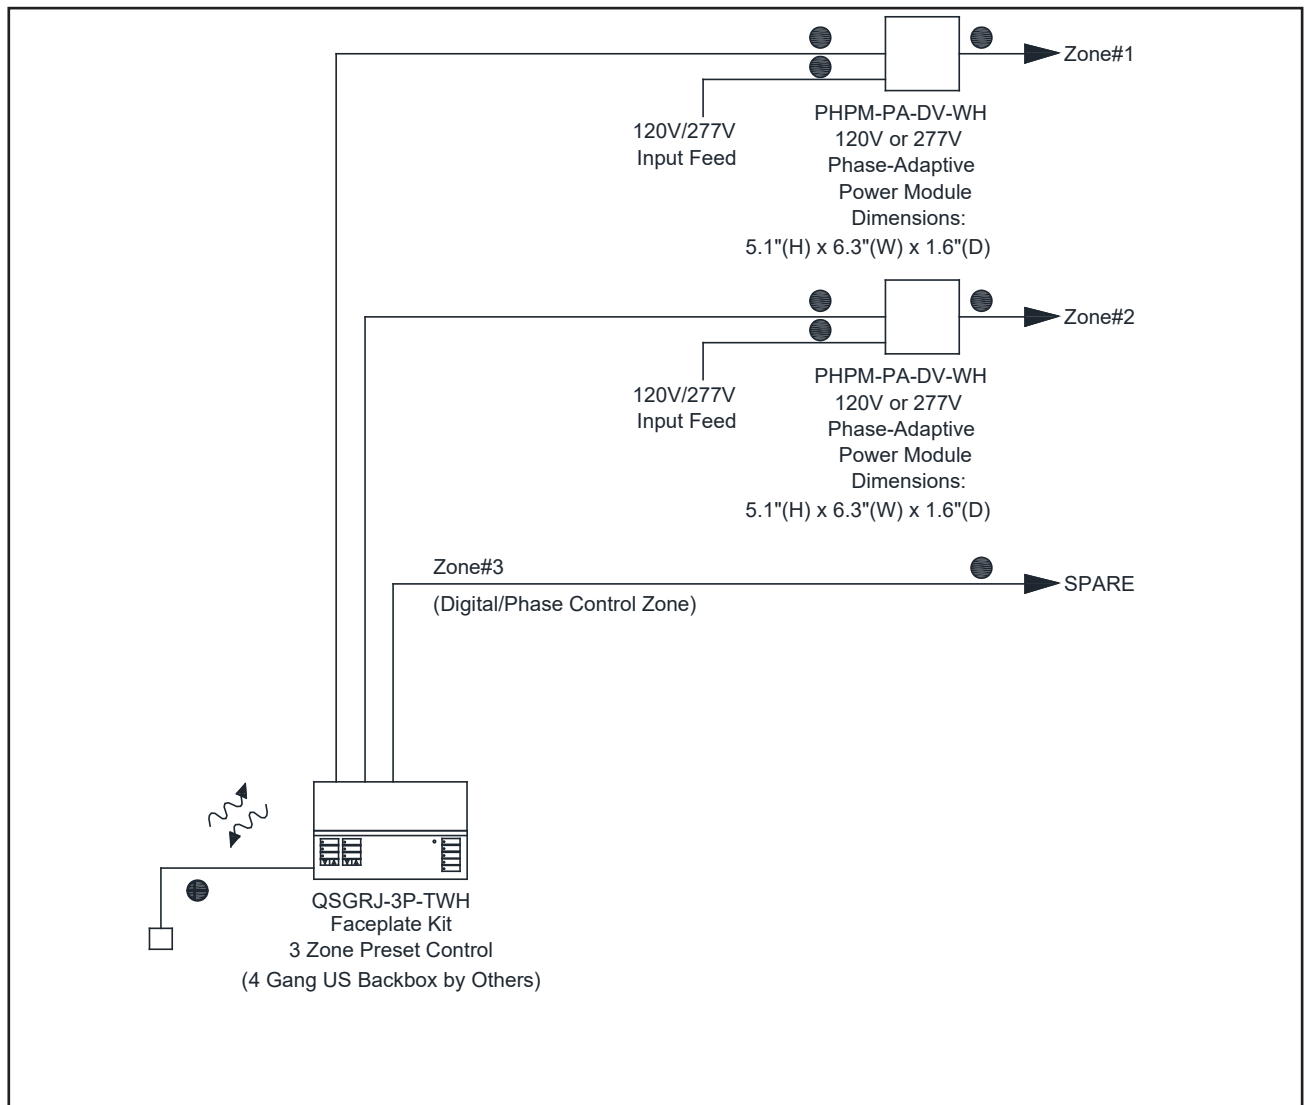 Zone#1
120V/277V
Input Feed
PHPM-PA-DV-WH
120V or 277V
Phase-Adaptive
Power Module
Dimensions:
5.1"(H) x 6.3"(W) x 1.6"(D)
Zone#2
120V/277V
Input Feed
PHPM-PA-DV-WH
120V or 277V
Phase-Adaptive
Power Module
Dimensions:
5.1"(H) x 6.3"(W) x 1.6"(D)
Zone#3
(Digital/Phase Control Zone)
SPARE
QSGRJ-3P-TWH
Faceplate Kit
3 Zone Preset Control
(4 Gang US Backbox by Others)